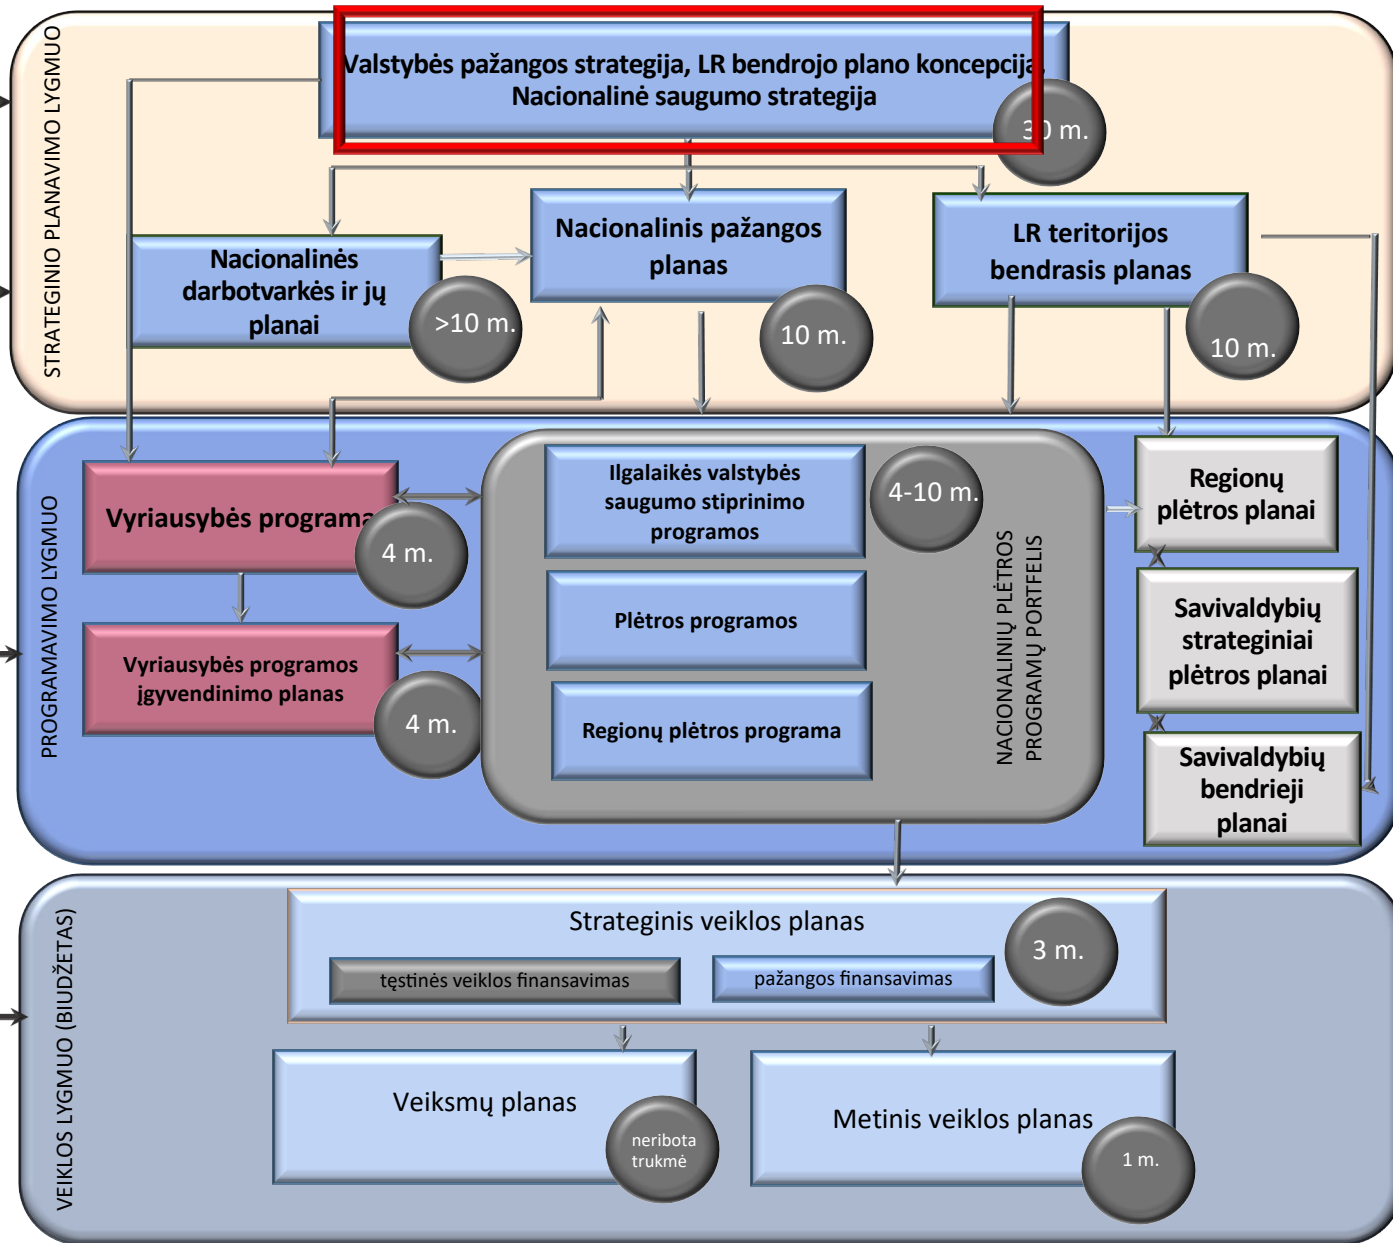 STRATEGINIO PLANAVIMO LYGMUO
Valstybės pažangos strategija, LR bendrojo plano koncepcija,
Nacionalinė saugumo strategija
30 m.
Nacionalinės
darbotvarkės ir jų
planai
>10 m.
Nacionalinis pažangos
planas
10 m.
LR teritorijos
bendrasis planas
10 m.
PROGRAMAVIMO LYGMUO
Vyriausybės programa
4 m.
Vyriausybės programos
įgyvendinimo planas
4 m.
Ilgalaikės valstybės
saugumo stiprinimo
programos
4-10 m.
Plėtros programos
Regionų plėtros programa
NACIONALINIŲ PLĖTROS
PROGRAMŲ PORTFELIS
Regionų
plėtros planai
Savivaldybių
strateginiai
plėtros planai
Savivaldybių
bendrieji
planai
VEIKLOS LYGMUO (BIUDŽETAS)
Strateginis veiklos planas
3 m.
tęstinės veiklos finansavimas
pažangos finansavimas
Veiksmų planas
neribota
trukmė
Metinis veiklos planas
1 m.